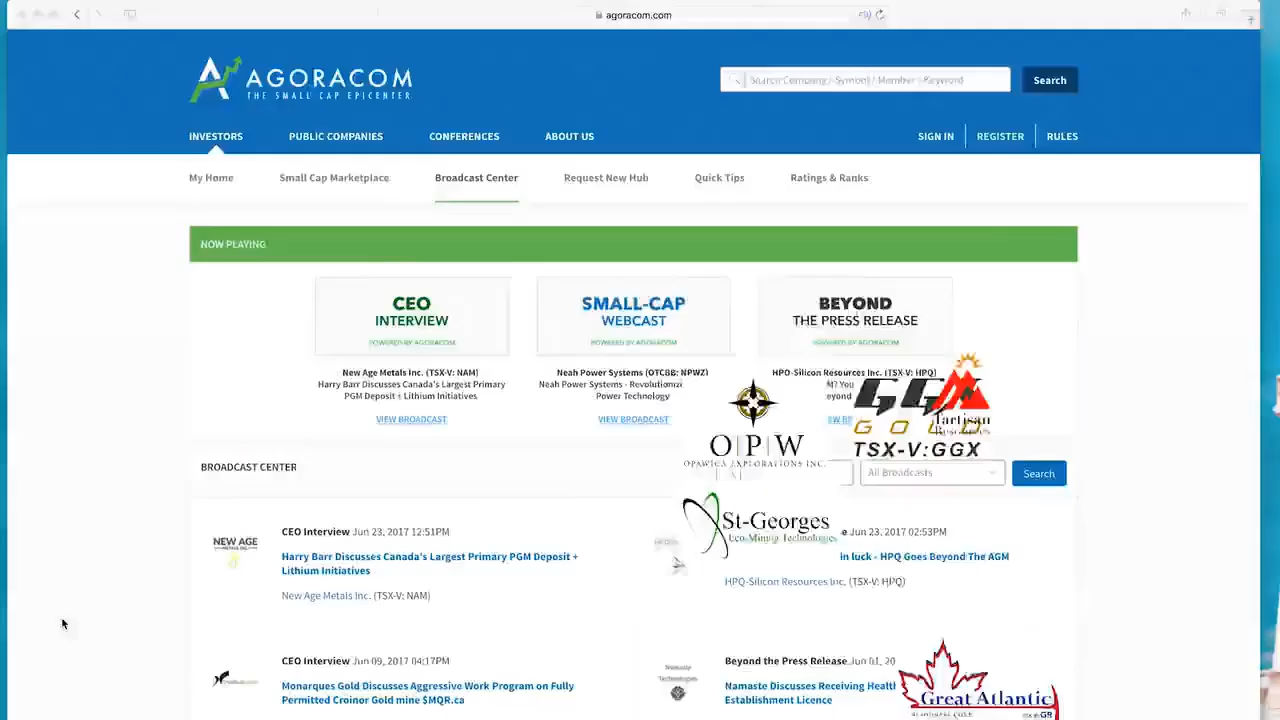 agoracom.com
AGORACOM
THE SMALL CAP EPICENTER
Search Company / Symbol / Member / Keyword
Search
INVESTORS
PUBLIC COMPANIES
CONFERENCES
ABOUT US
SIGN IN
REGISTER
RULES
My Home
Small Cap Marketplace
Broadcast Center
Request New Hub
Quick Tips
Ratings & Ranks
NOW PLAYING
CEO
INTERVIEW
POWERED BY AGORACOM
SMALL-CAP
WEBCAST
POWERED BY AGORACOM
BEYOND
THE PRESS RELEASE
POWERED BY AGORACOM
New Age Metals Inc. (TSX-V: NAM)
Harry Barr Discusses Canada's Largest Primary
PGM Deposit + Lithium Initiatives
VIEW BROADCAST
Neah Power Systems (OTCBB: NPWZ)
Neah Power Systems - Revolutionizi
Power Technology
VIEW BROADCAST
HPQ-Silicon Resources Inc. (TSX-V: HPQ)
M? You
eyond
GGX
GOLD
Tartisan
Resources
TSX-V:GGX
O|P|W
OPAWICA EXPLORATIONS INC.
BROADCAST CENTER
All Broadcasts
Search
St-Georges
Eco-Mining Technologies
NEW AGE
CEO Interview Jun 23, 2017 12:51PM
Harry Barr Discusses Canada's Largest Primary PGM Deposit +
Lithium Initiatives
New Age Metals Inc. (TSX-V: NAM)
e Jun 23, 2017 02:53PM
in luck - HPQ Goes Beyond The AGM
HPQ-Silicon Resources Inc. (TSX-V: HPQ)
CEO Interview Jun 09, 2017 04:17PM
Monarques Gold Discusses Aggressive Work Program on Fully
Permitted Croinor Gold mine $MQR.ca
Namaste
Technologies
Beyond the Press Release Jun 01, 20
Namaste Discusses Receiving Health
Establishment Licence
Great Atlantic